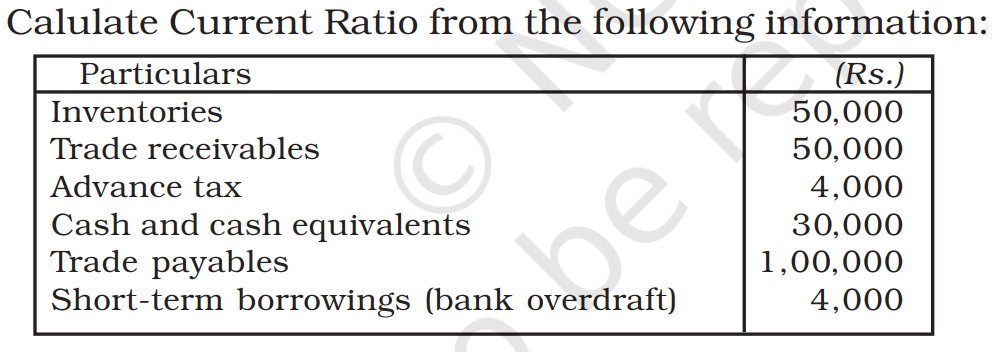 Calulate Current Ratio from the following information:
Particulars (Rs.)
Inventories 50,000
Trade receivables 50,000
Advance tax 4,000
Cash and cash equivalents 30,000
Trade payables 1,00,000
Short-term borrowings (bank overdraft) 4,000
© N
be rep